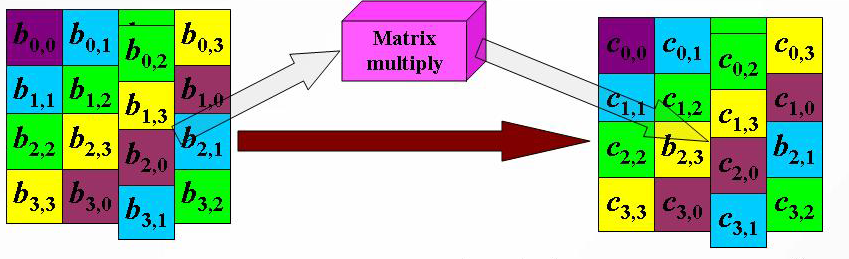 b0,0 b0,1 b0,2 b0,3
b1,1 b1,2 b1,3 b1,0
b2,2 b2,3 b2,0 b2,1
b3,3 b3,0 b3,1 b3,2
Matrix
multiply
c0,0 c0,1 c0,2 c0,3
c1,1 c1,2 c1,3 c1,0
c2,2 b2,3 c2,0 b2,1
c3,3 c3,0 c3,1 c3,2